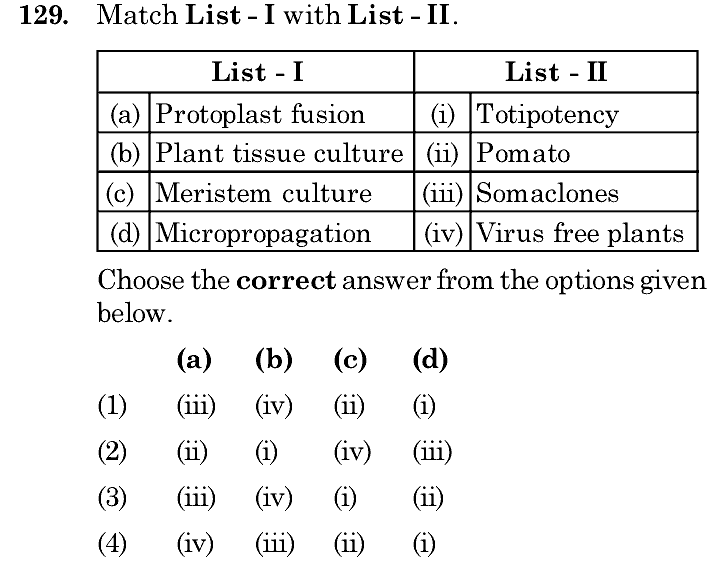 129. Match List - I with List - II.
List - I List - II
(a) Protoplast fusion (i) Totipotency
(b) Plant tissue culture (ii) Pomato
(c) Meristem culture (iii) Somaclones
(d) Micropropagation (iv) Virus free plants
Choose the correct answer from the options given
below.
(a) (b) (c) (d)
(1) (iii) (iv) (ii) (i)
(2) (ii) (i) (iv) (iii)
(3) (iii) (iv) (i) (ii)
(4) (iv) (iii) (ii) (i)